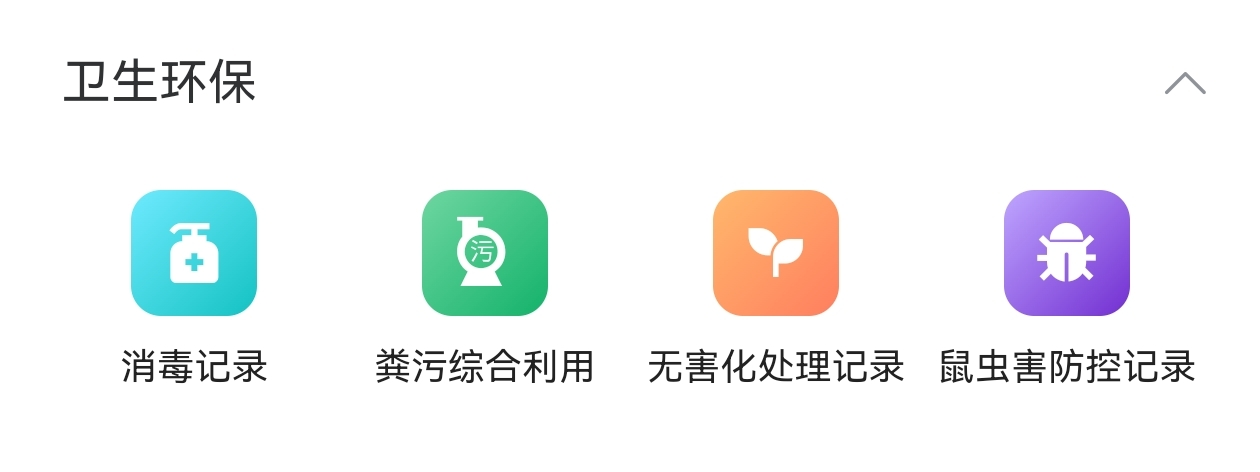 卫生环保
污
消毒记录
粪污综合利用
无害化处理记录
鼠虫害防控记录